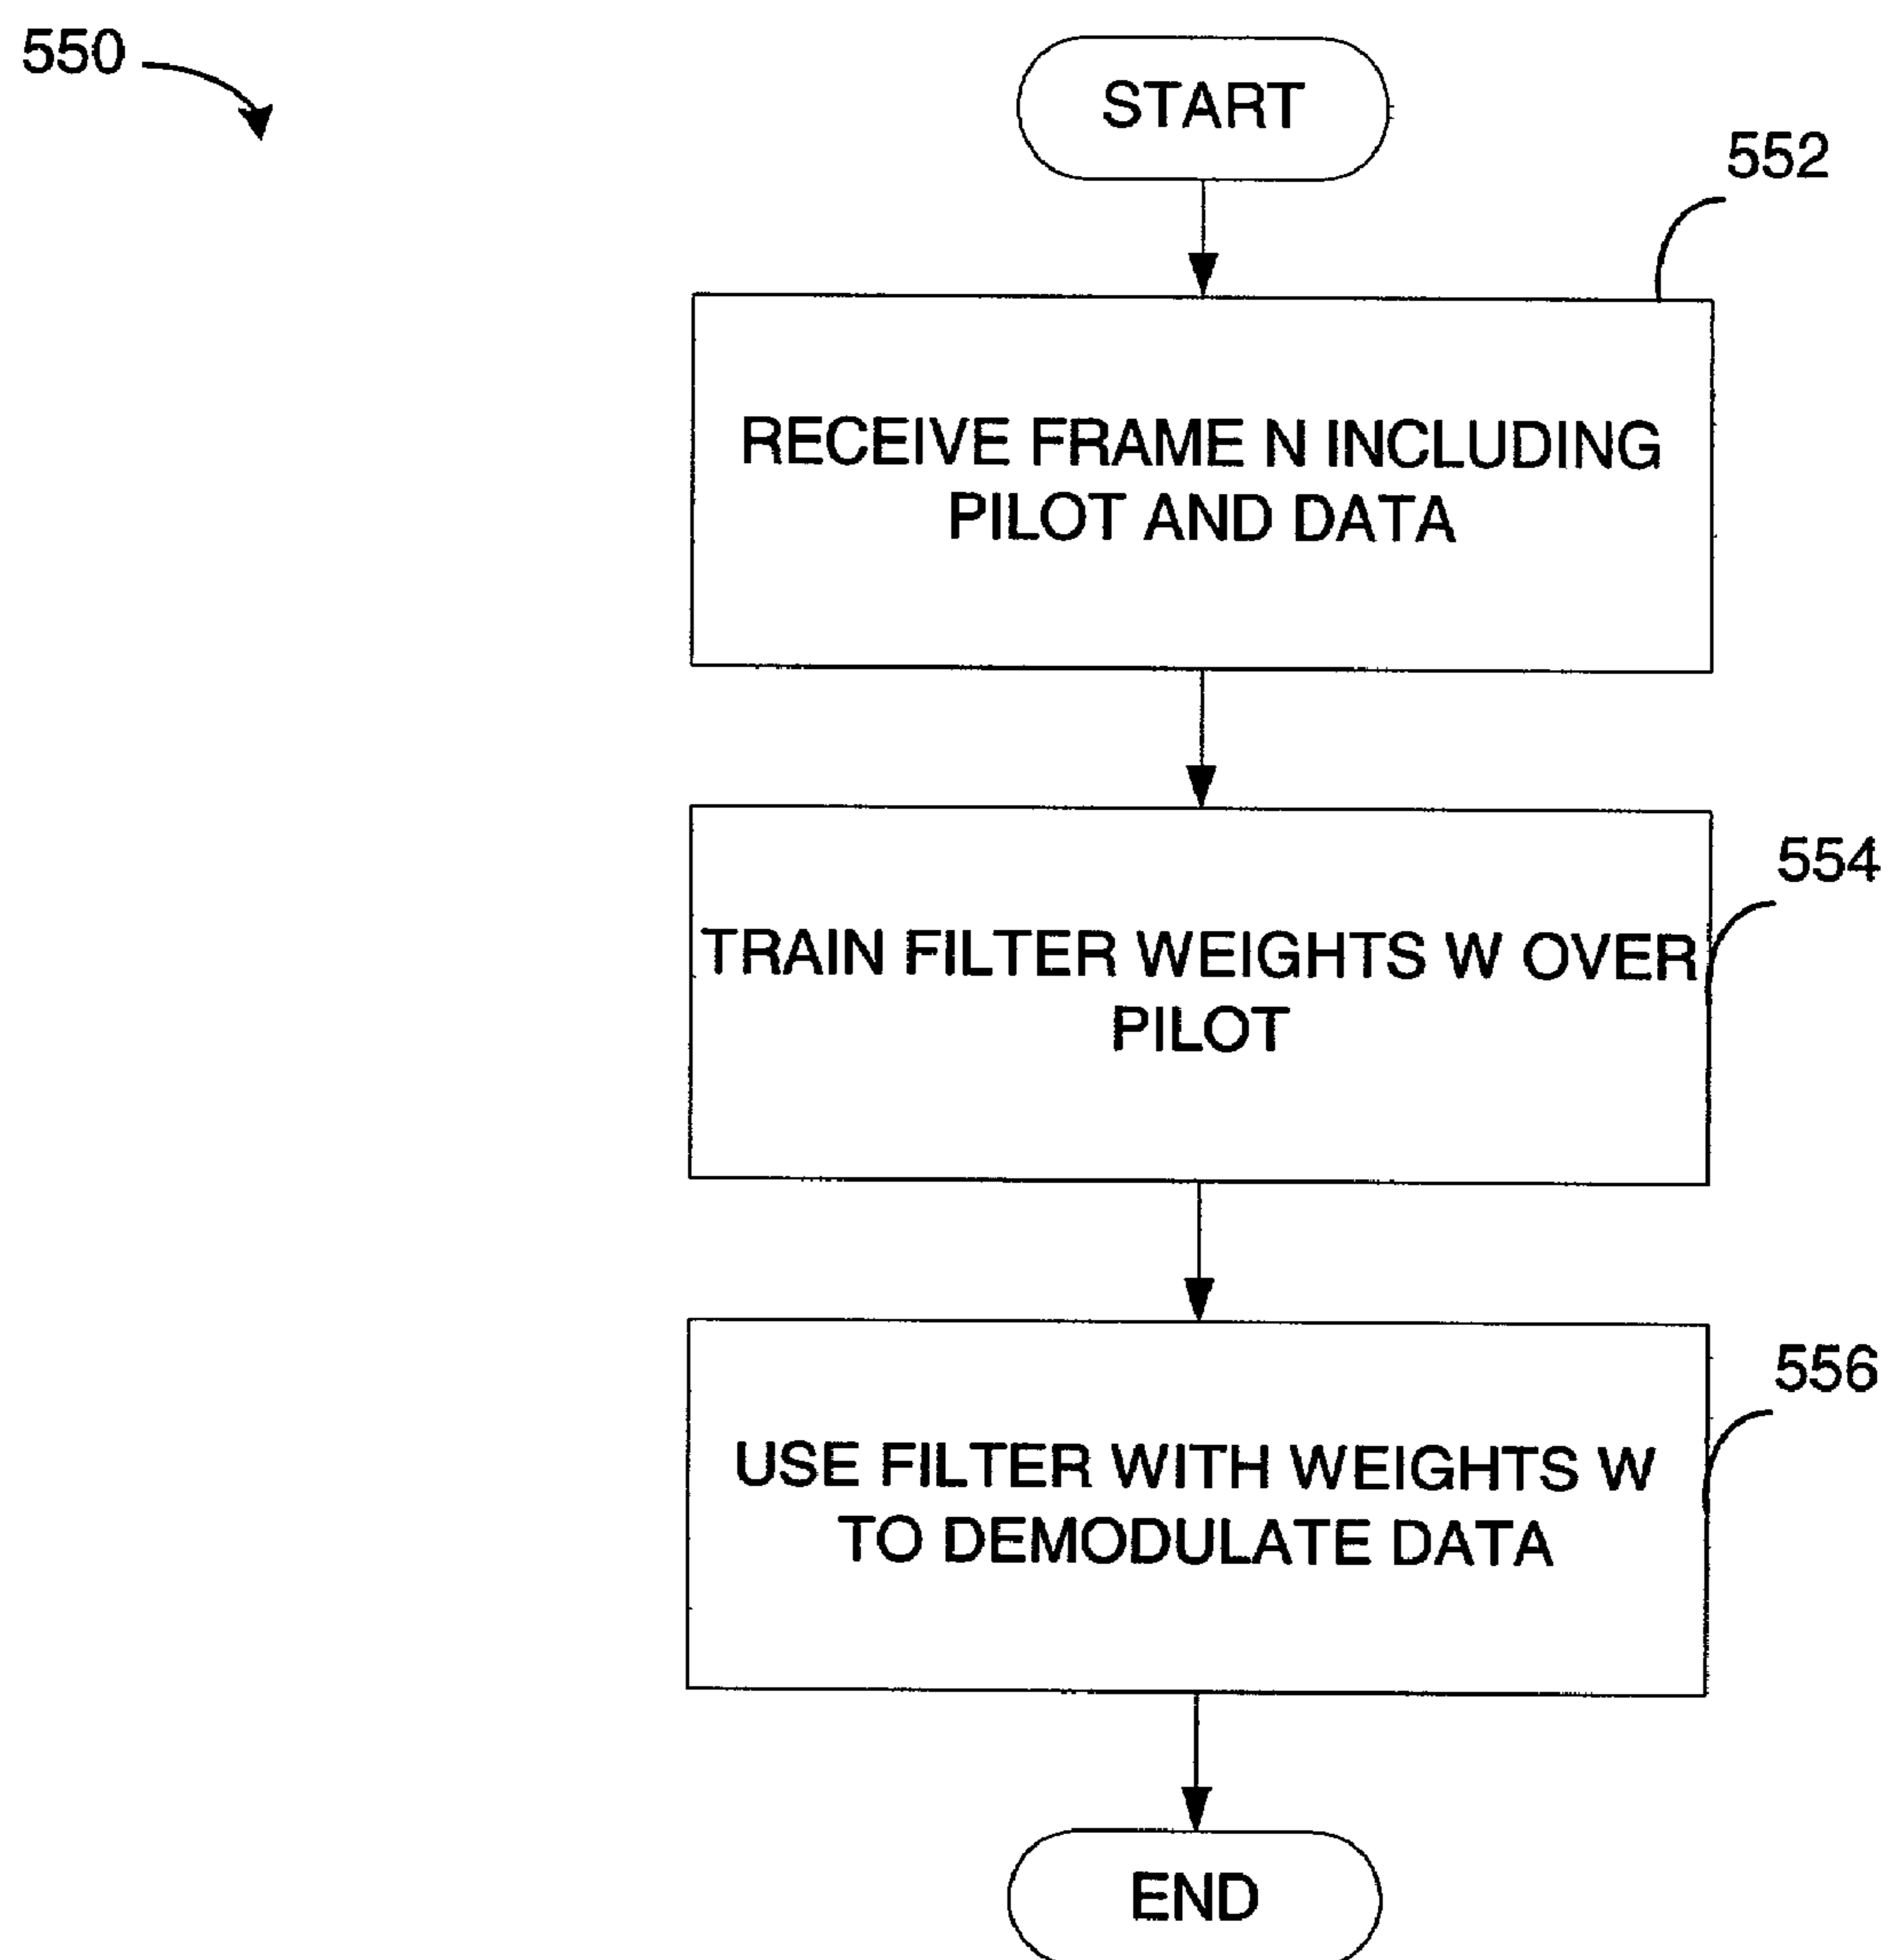 550
START
552
RECEIVE FRAME N INCLUDING
PILOT AND DATA
554
TRAIN FILTER WEIGHTS W OVER
PILOT
556
USE FILTER WITH WEIGHTS W
TO DEMODULATE DATA
END